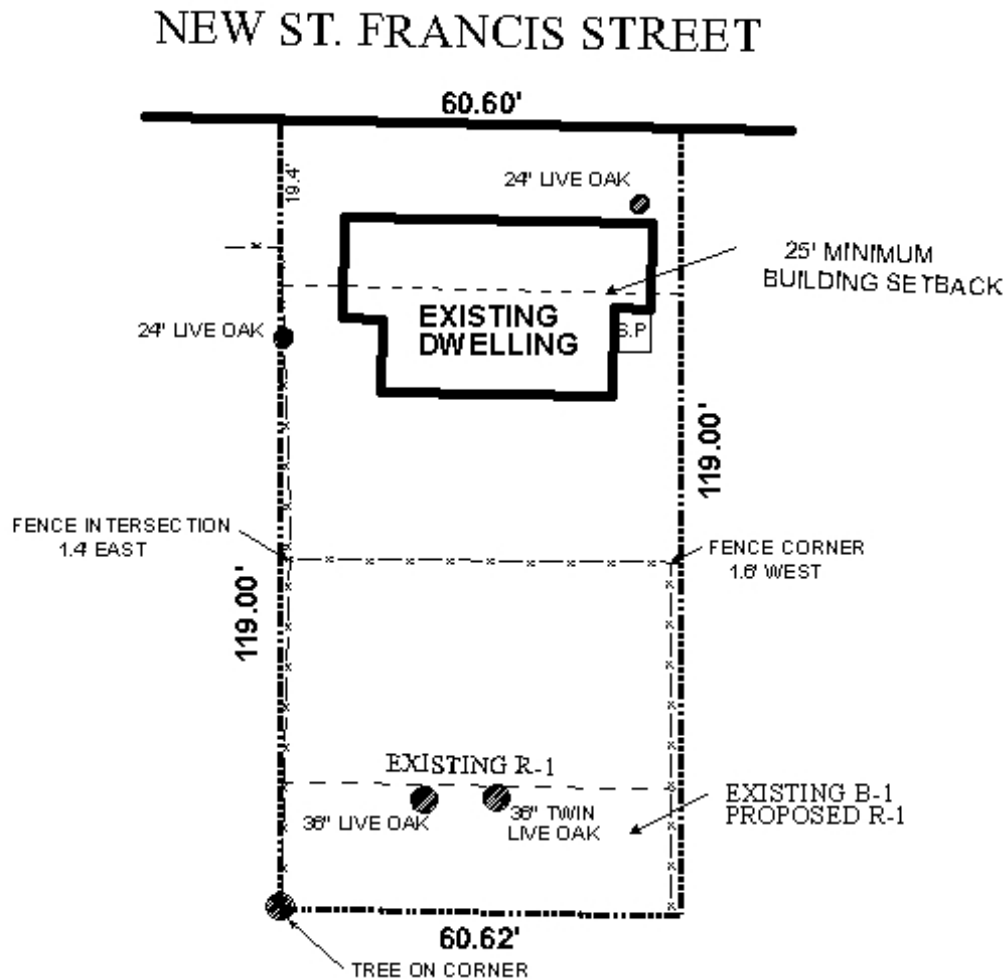 NEW ST. FRANCIS STREET
60.60'
19.4'
24" LIVE OAK
25' MINIMUM
BUILDING SETBACK
EXISTING
DWELLING
S.P
24" LIVE OAK
119.00'
FENCE INTERSECTION
1.4' EAST
FENCE CORNER
1.6' WEST
119.00'
EXISTING R-1
36" LIVE OAK
36" TWIN
LIVE OAK
EXISTING B-1
PROPOSED R-1
60.62'
TREE ON CORNER